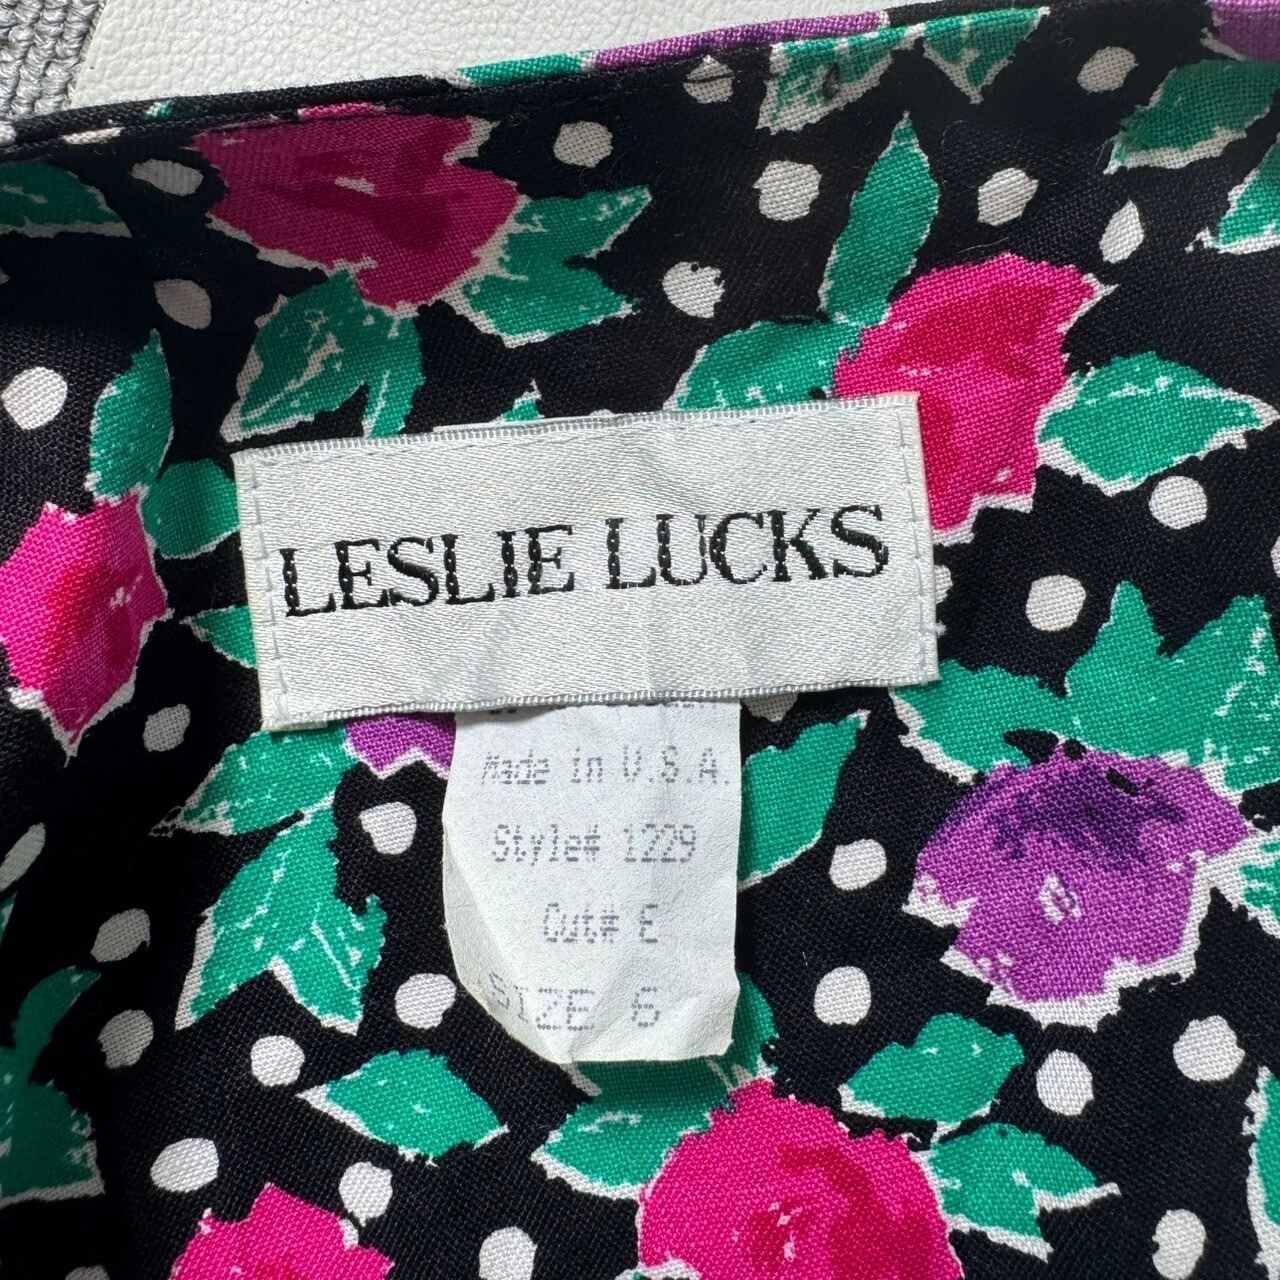 LESLIE LUCKS
Made in U.S.A.
Style# 1229
Cut# E
SIZE 6